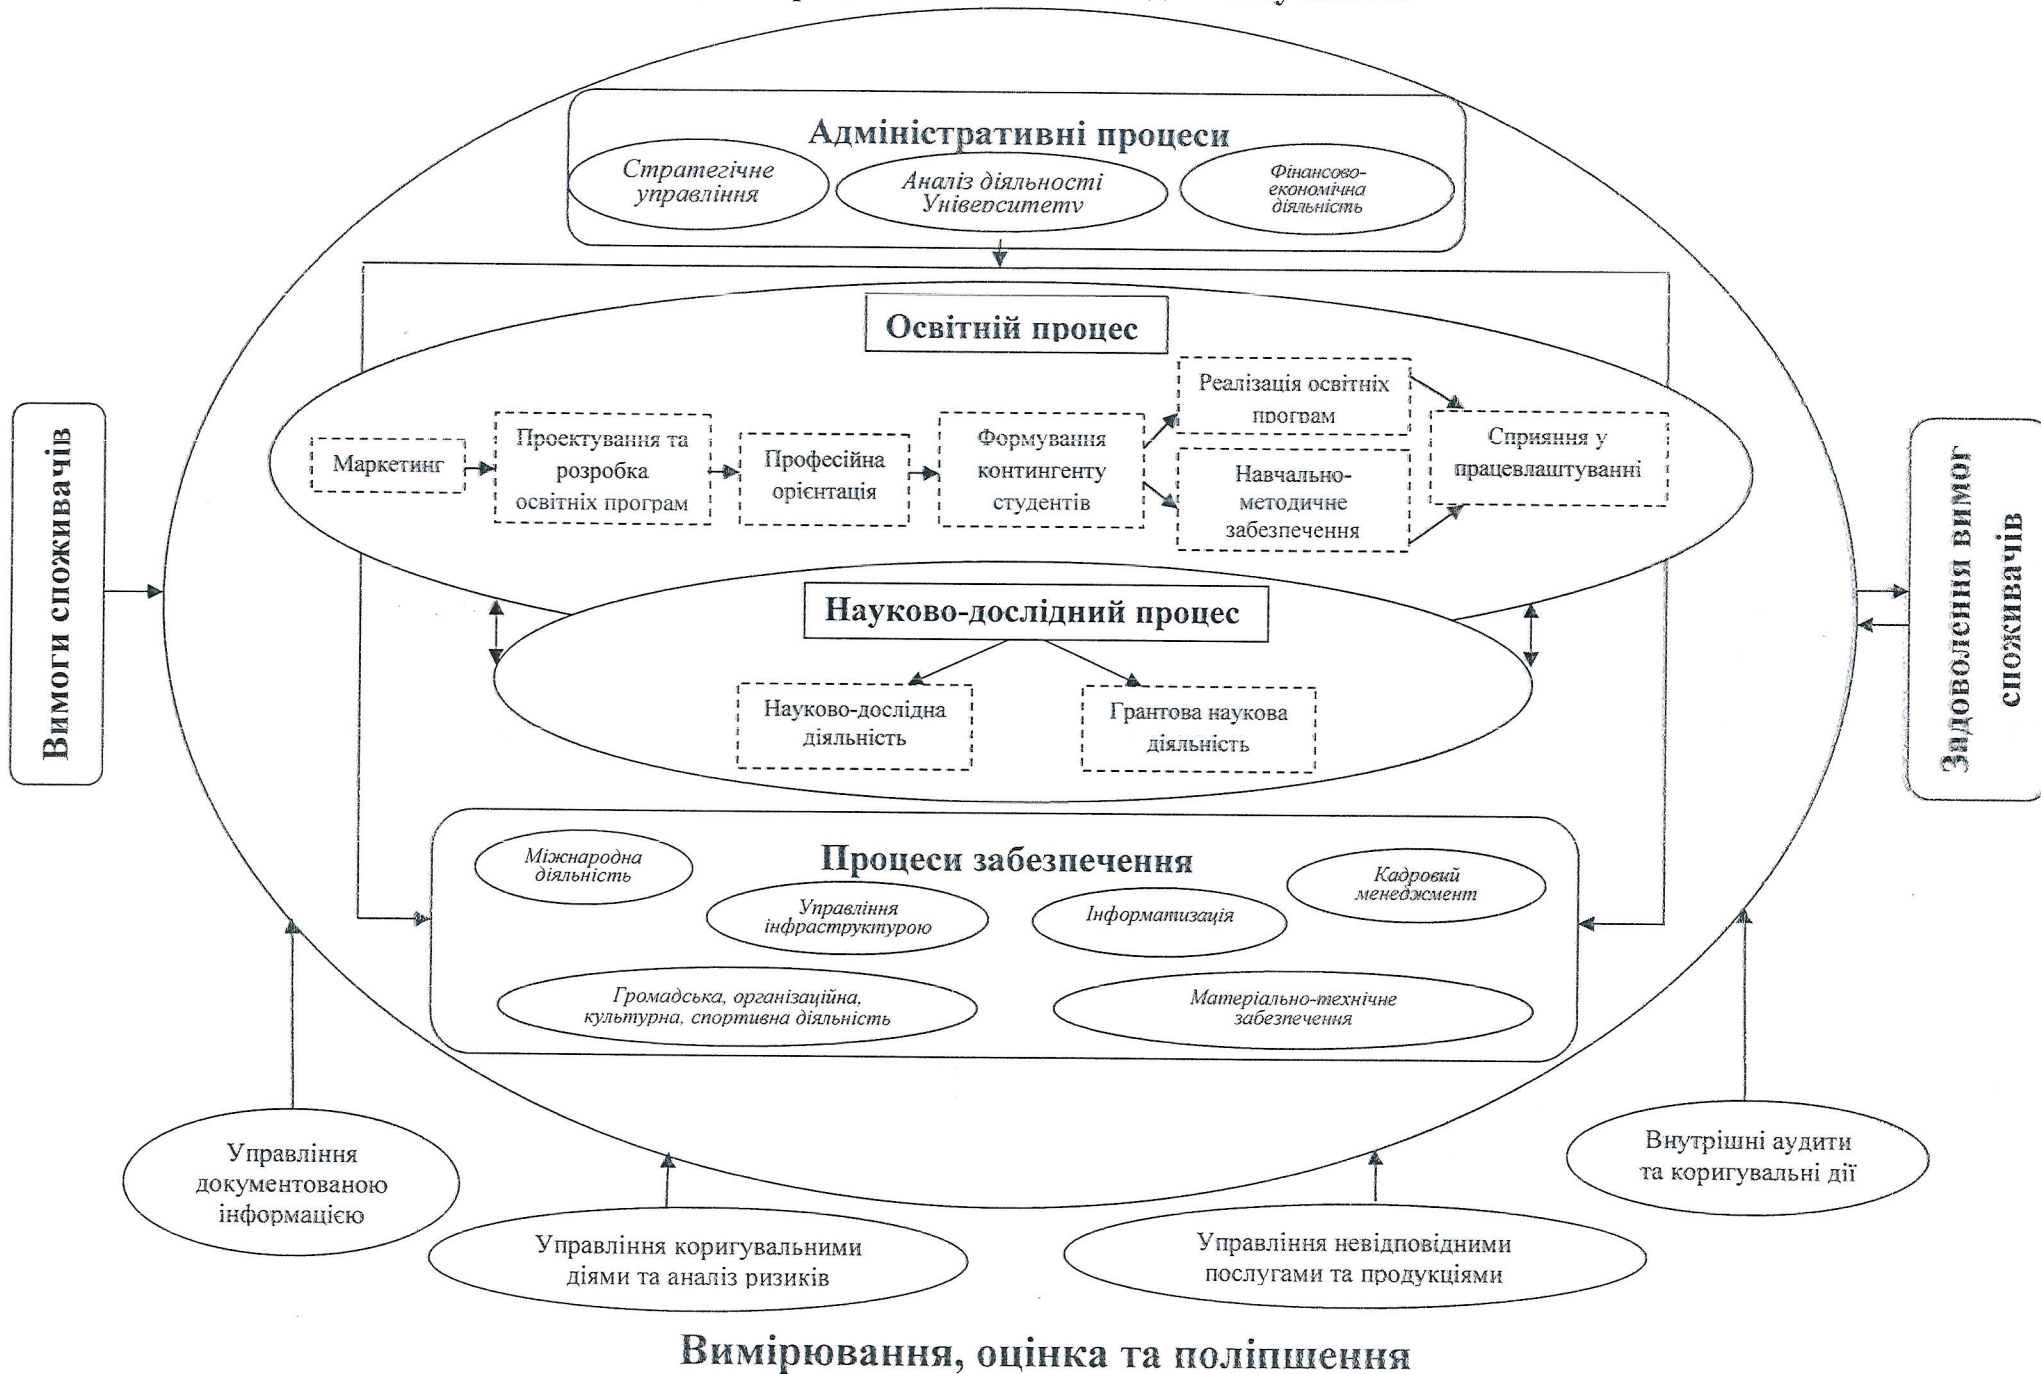 Адміністративні процеси
Стратегічне
управління
Аналіз діяльності
Університету
Фінансово-
економічна
діяльність
Освітній процес
Маркетинг
Проектування та
розробка
освітніх програм
Професійна
орієнтація
Формування
контингенту
студентів
Реалізація освітніх
програм
Навчально-
методичне
забезпечення
Сприяння у
працевлаштуванні
Вимоги споживачів
Задоволення вимог
споживачів
Науково-дослідний процес
Науково-дослідна
діяльність
Грантова наукова
діяльність
Процеси забезпечення
Міжнародна
діяльність
Управління
інфраструктурою
Інформатизація
Кадровий
менеджмент
Громадська, організаційна,
культурна, спортивна діяльність
Матеріально-технічне
забезпечення
Управління
документованою
інформацією
Управління коригувальними
діями та аналіз ризиків
Управління невідповідними
послугами та продукціями
Внутрішні аудити
та коригувальні дії
Вимірювання, оцінка та поліпшення